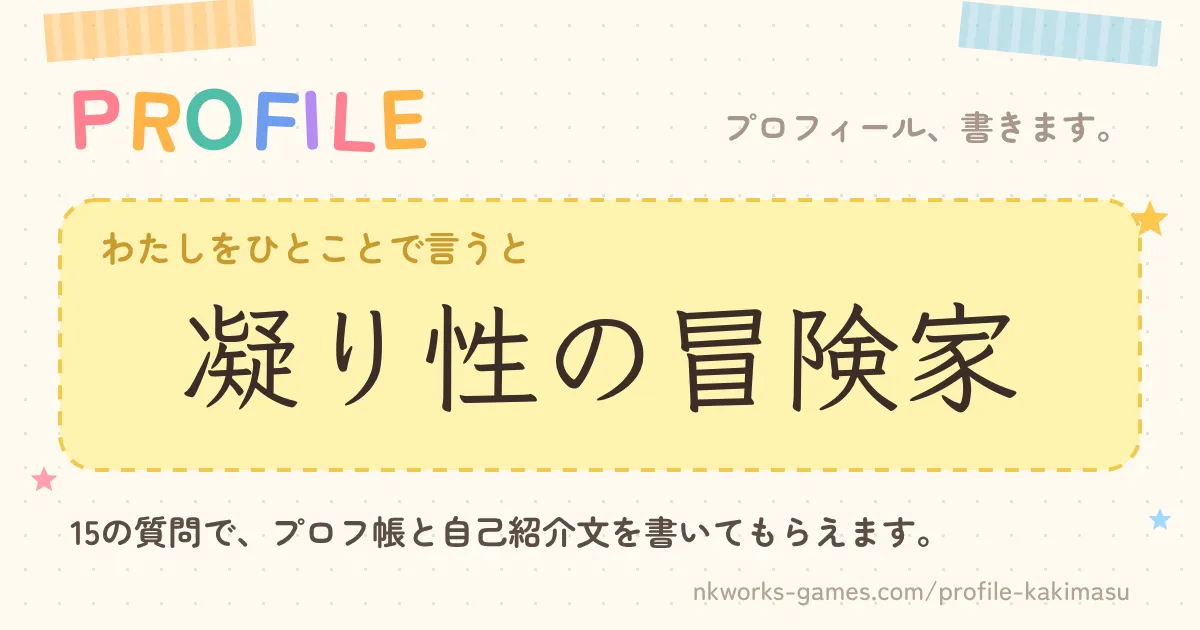 PROFILE
プロフィール、書きます。
わたしをひとことで言うと
凝り性の冒険家
15の質問で、プロフ帳と自己紹介文を書いてもらえます。
nkworks-games.com/profile-kakimasu